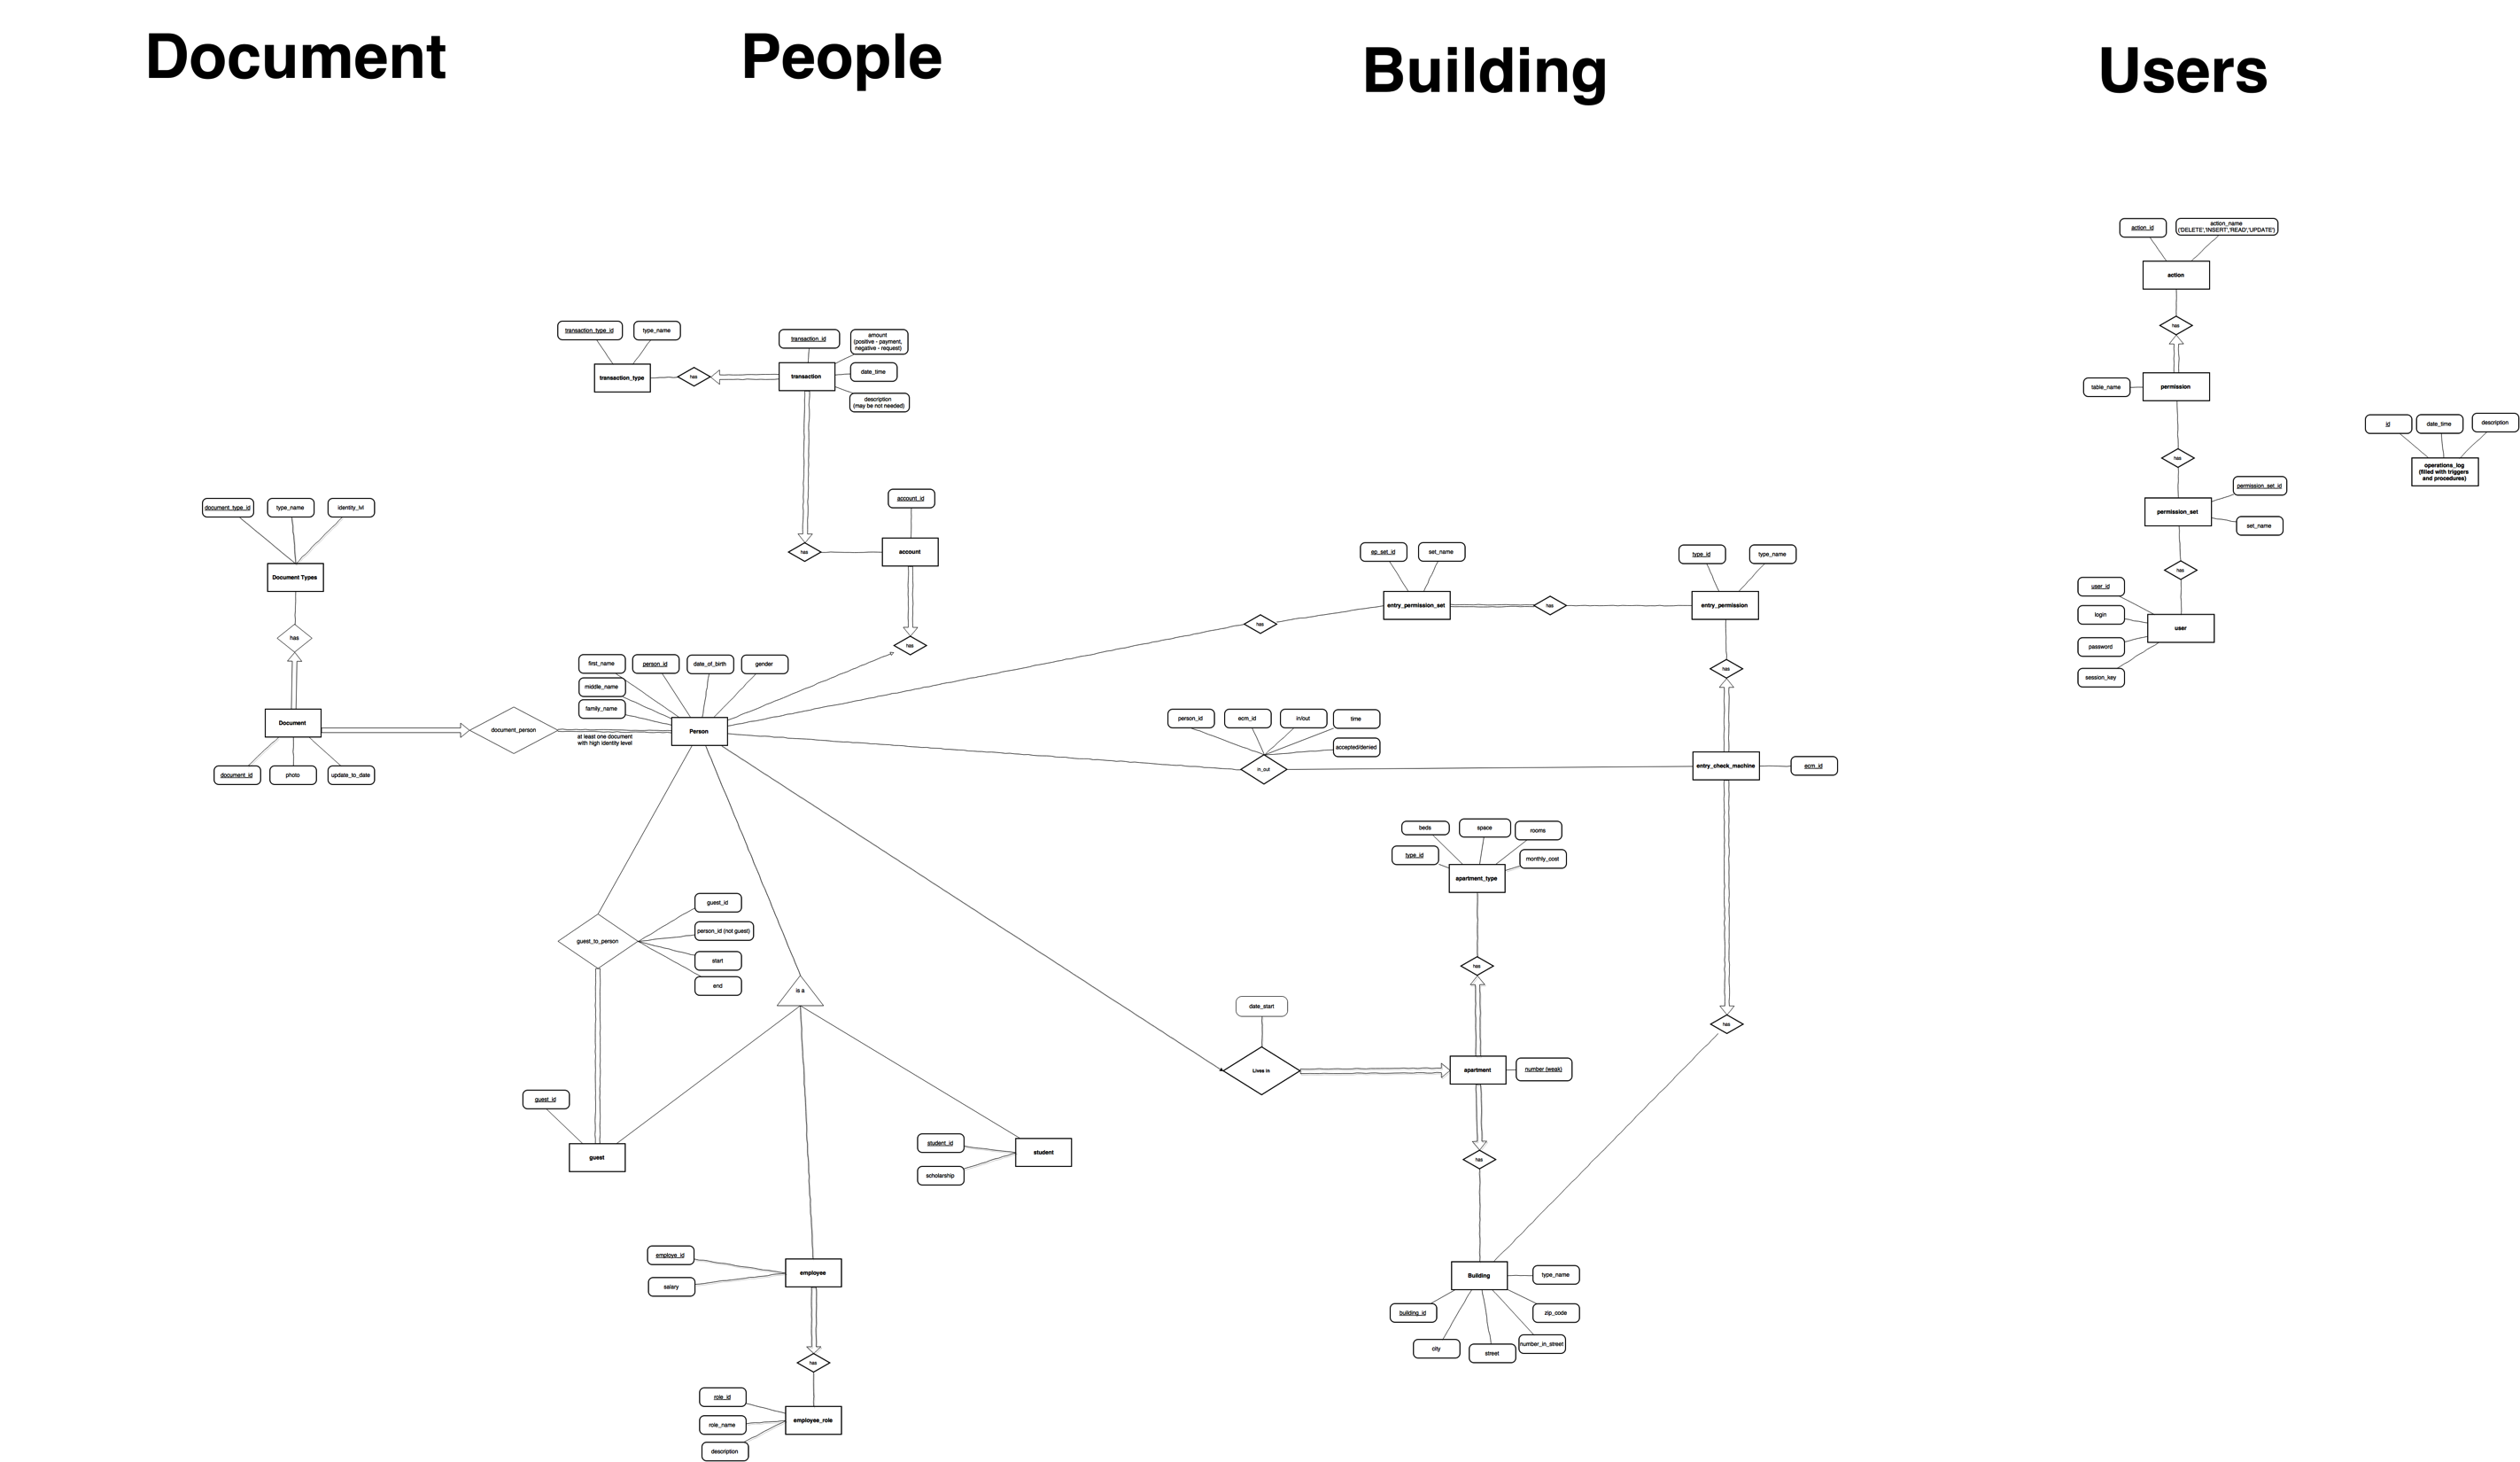 Document
People
Building
Users
action_id
action_name
('DELETE','INSERT','READ','UPDATE')
action
has
permission
table_name
has
permission_set
permission_set_id
set_name
has
user_id
login
password
session_key
user
id
date_time
description
operations_log
(filled with triggers
and procedures)
transaction_type_id
type_name
transaction_type
has
transaction_id
amount
(positive - payment,
negative - request)
transaction
date_time
description
(may be not needed)
account_id
has
account
has
document_type_id
type_name
identity_lvl
Document Types
has
Document
document_id
photo
update_to_date
document_person
at least one document
with high identity level
first_name
person_id
date_of_birth
gender
middle_name
family_name
Person
has
ep_set_id
set_name
entry_permission_set
has
type_id
type_name
entry_permission
has
person_id
ecm_id
in/out
time
accepted/denied
in_out
entry_check_machine
ecm_id
has
beds
space
rooms
type_id
monthly_cost
apartment_type
has
date_start
Lives in
apartment
number (weak)
has
Building
type_name
building_id
zip_code
city
street
number_in_street
guest_to_person
guest_id
person_id (not guest)
start
end
is a
guest_id
guest
student_id
scholarship
student
employe_id
salary
employee
has
role_id
role_name
description
employee_role